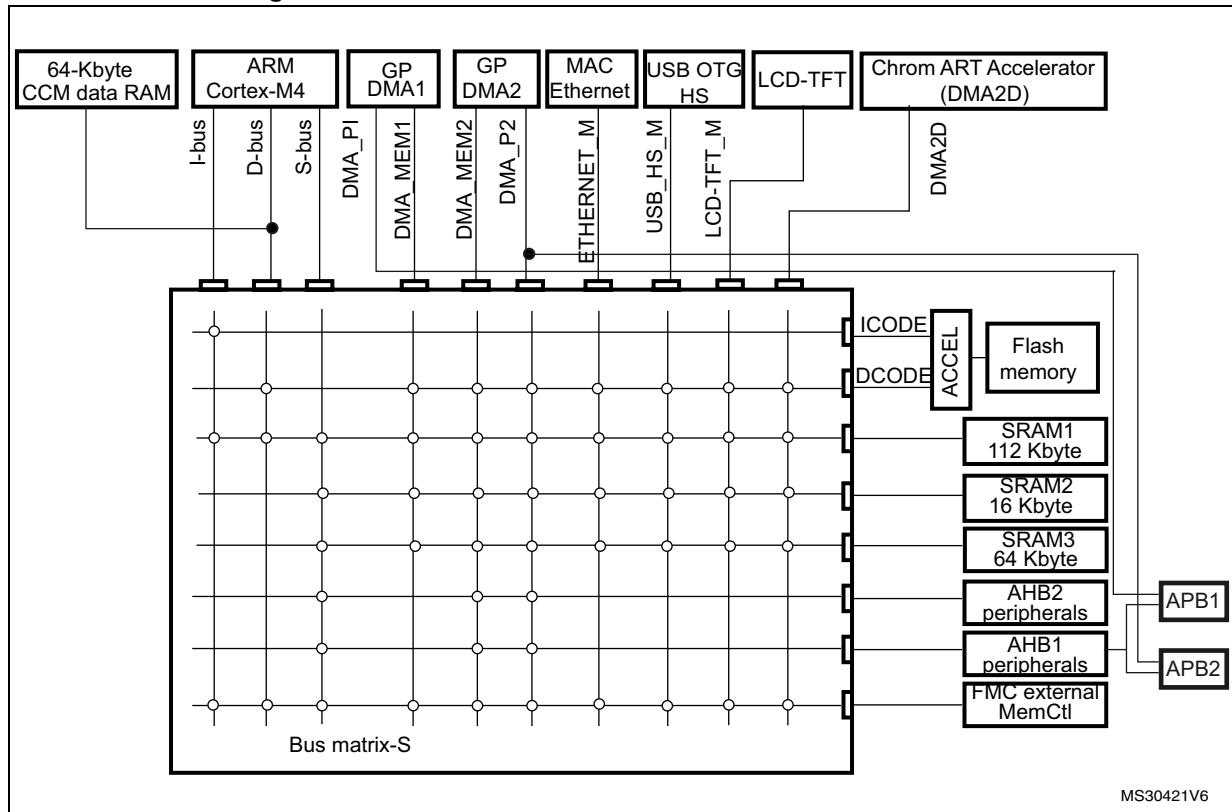 64-Kbyte
CCM data RAM
ARM
Cortex-M4
GP
DMA1
GP
DMA2
MAC
Ethernet
USB OTG
HS
LCD-TFT
Chrom ART Accelerator
(DMA2D)
I-bus
D-bus
S-bus
DMA_PI
DMA_MEM1
DMA_MEM2
DMA_P2
ETHERNET_M
USB_HS_M
LCD-TFT_M
DMA2D
ICODE
DCODE
ACCEL
Flash
memory
SRAM1
112 Kbyte
SRAM2
16 Kbyte
SRAM3
64 Kbyte
AHB2
peripherals
AHB1
peripherals
FMC external
MemCtl
APB1
APB2
Bus matrix-S
MS30421V6